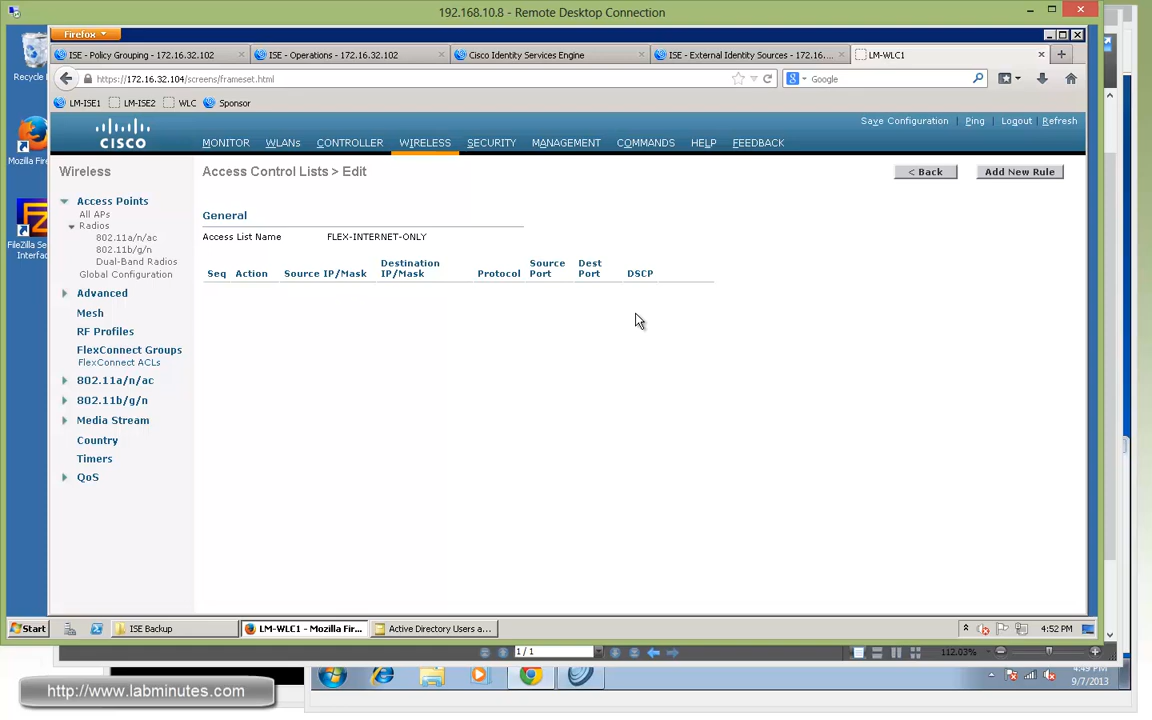 192.168.10.8 - Remote Desktop Connection
Recycle
Mozilla Fire
FileZilla Se
Interfac
Firefox
ISE - Policy Grouping - 172.16.32.102
ISE - Operations - 172.16.32.102
Cisco Identity Services Engine
ISE - External Identity Sources - 172.16....
LM-WLC1
https://172.16.32.104/screens/frameset.html
Google
LM-ISE1
LM-ISE2
WLC
Sponsor
Save Configuration | Ping | Logout | Refresh
CISCO
MONITOR WLANs CONTROLLER WIRELESS SECURITY MANAGEMENT COMMANDS HELP FEEDBACK
Wireless
Access Points
All APs
Radios
802.11a/n/ac
802.11b/g/n
Dual-Band Radios
Global Configuration
Advanced
Mesh
RF Profiles
FlexConnect Groups
FlexConnect ACLs
802.11a/n/ac
802.11b/g/n
Media Stream
Country
Timers
QoS
Access Control Lists > Edit
< Back
Add New Rule
General
Access List Name FLEX-INTERNET-ONLY
Seq Action Source IP/Mask Destination IP/Mask Protocol Source Port Dest Port DSCP
Start
ISE Backup
LM-WLC1 - Mozilla Fir...
Active Directory Users a...
4:52 PM
1 / 1
112.03%
http://www.labminutes.com
4:49 PM
9/7/2013